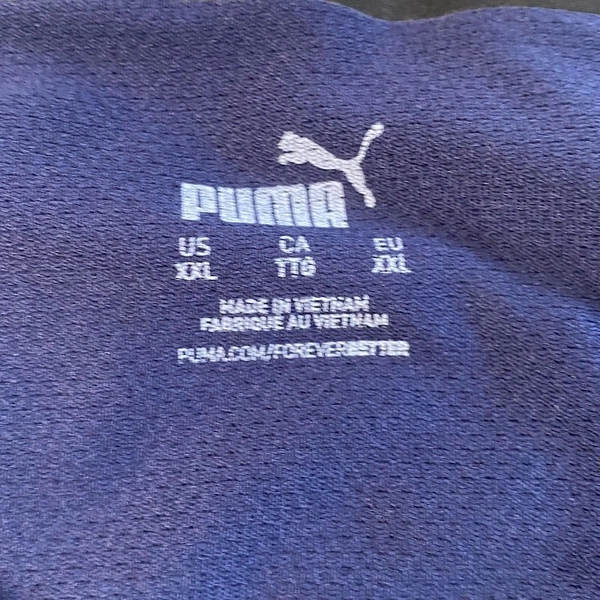 PUMA
US CA EU
XXL TTG XXL
MADE IN VIETNAM
FABRIQUÉ AU VIETNAM
PUMA.COM/FOREVERBETTER